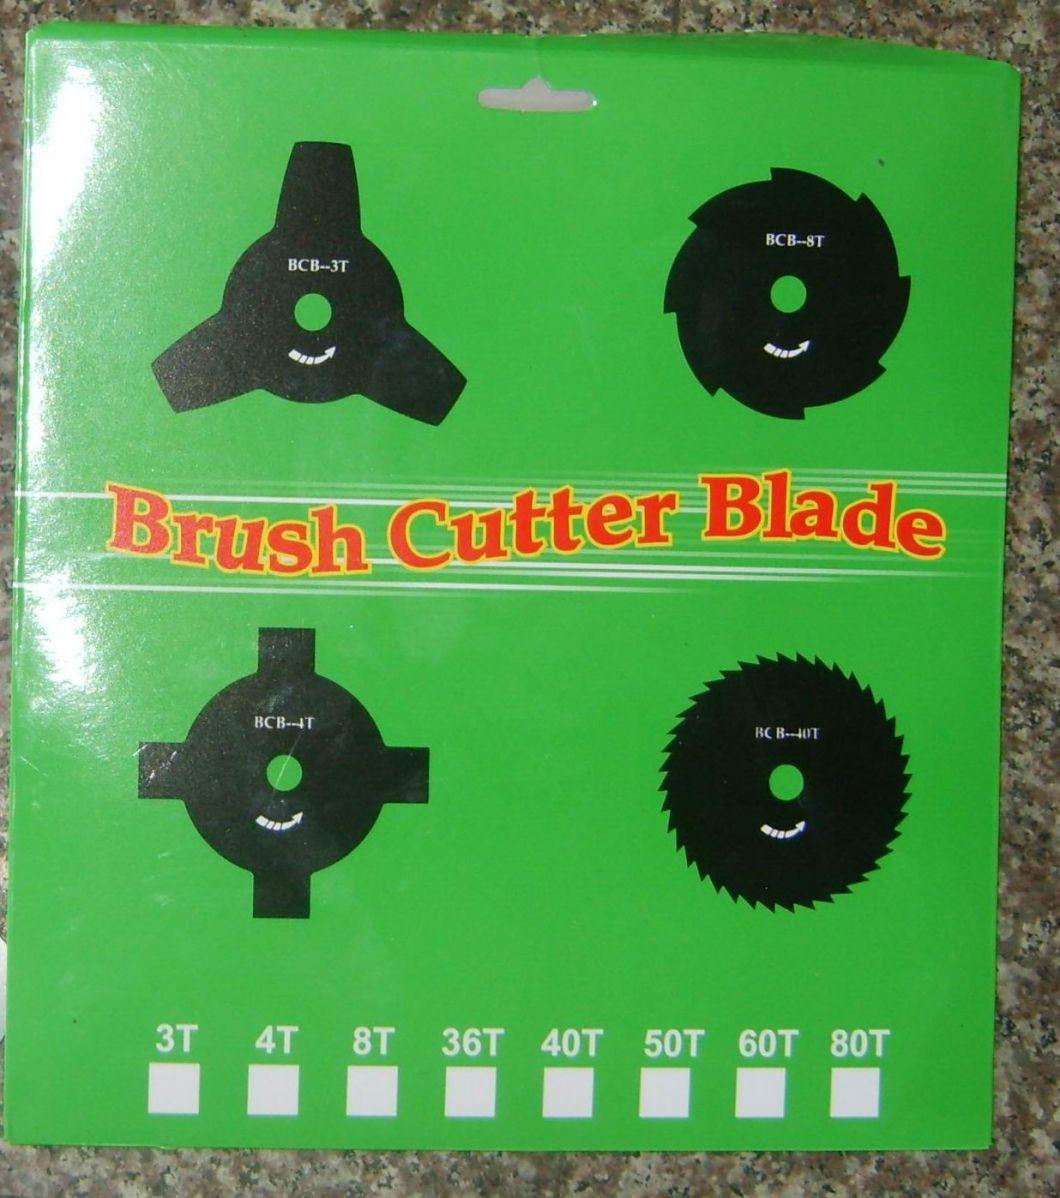 BCB--3T
BCB--8T
Brush Cutter Blade
BCB--4T
BCB--40T
3T 4T 8T 36T 40T 50T 60T 80T